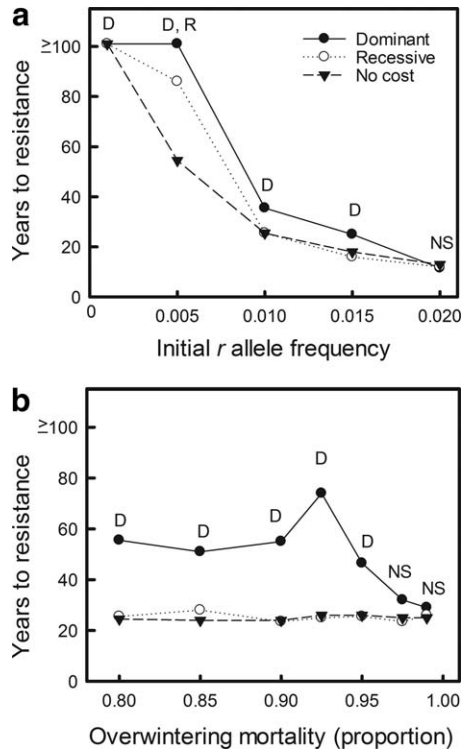 a
D
D, R
D
D
NS
Dominant
Recessive
No cost
≥100
80
60
40
20
0
Years to resistance
0
0.005
0.010
0.015
0.020
Initial r allele frequency
b
D
D
D
D
D
NS
NS
≥100
80
60
40
20
0
Years to resistance
0.80
0.85
0.90
0.95
1.00
Overwintering mortality (proportion)